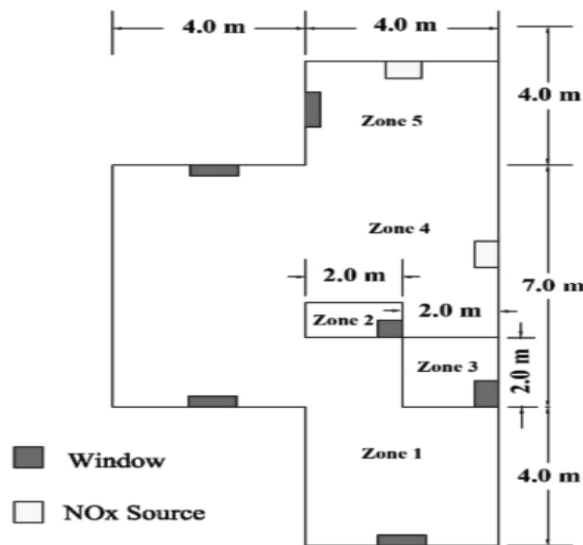 4.0 m
4.0 m
4.0 m
Zone 5
Zone 4
2.0 m
7.0 m
Zone 2
2.0 m
Zone 3
2.0 m
Zone 1
Window
4.0 m
NOx Source